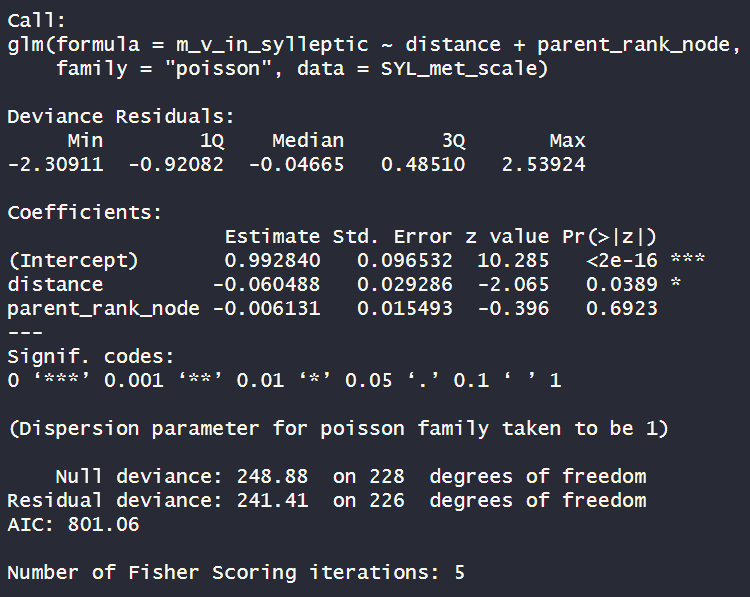 Call:
glm(formula = m_v_in_sylleptic ~ distance + parent_rank_node,
    family = "poisson", data = SYL_met_scale)

Deviance Residuals:
     Min        1Q    Median        3Q       Max
-2.30911  -0.92082  -0.04665   0.48510   2.53924

Coefficients:
                  Estimate Std. Error z value Pr(>|z|)
(Intercept)       0.992840   0.096532  10.285   <2e-16 ***
distance         -0.060488   0.029286  -2.065   0.0389 *
parent_rank_node -0.006131   0.015493  -0.396   0.6923
---
Signif. codes:
0 ‘***’ 0.001 ‘**’ 0.01 ‘*’ 0.05 ‘.’ 0.1 ‘ ’ 1

(Dispersion parameter for poisson family taken to be 1)

    Null deviance: 248.88  on 228  degrees of freedom
Residual deviance: 241.41  on 226  degrees of freedom
AIC: 801.06

Number of Fisher Scoring iterations: 5